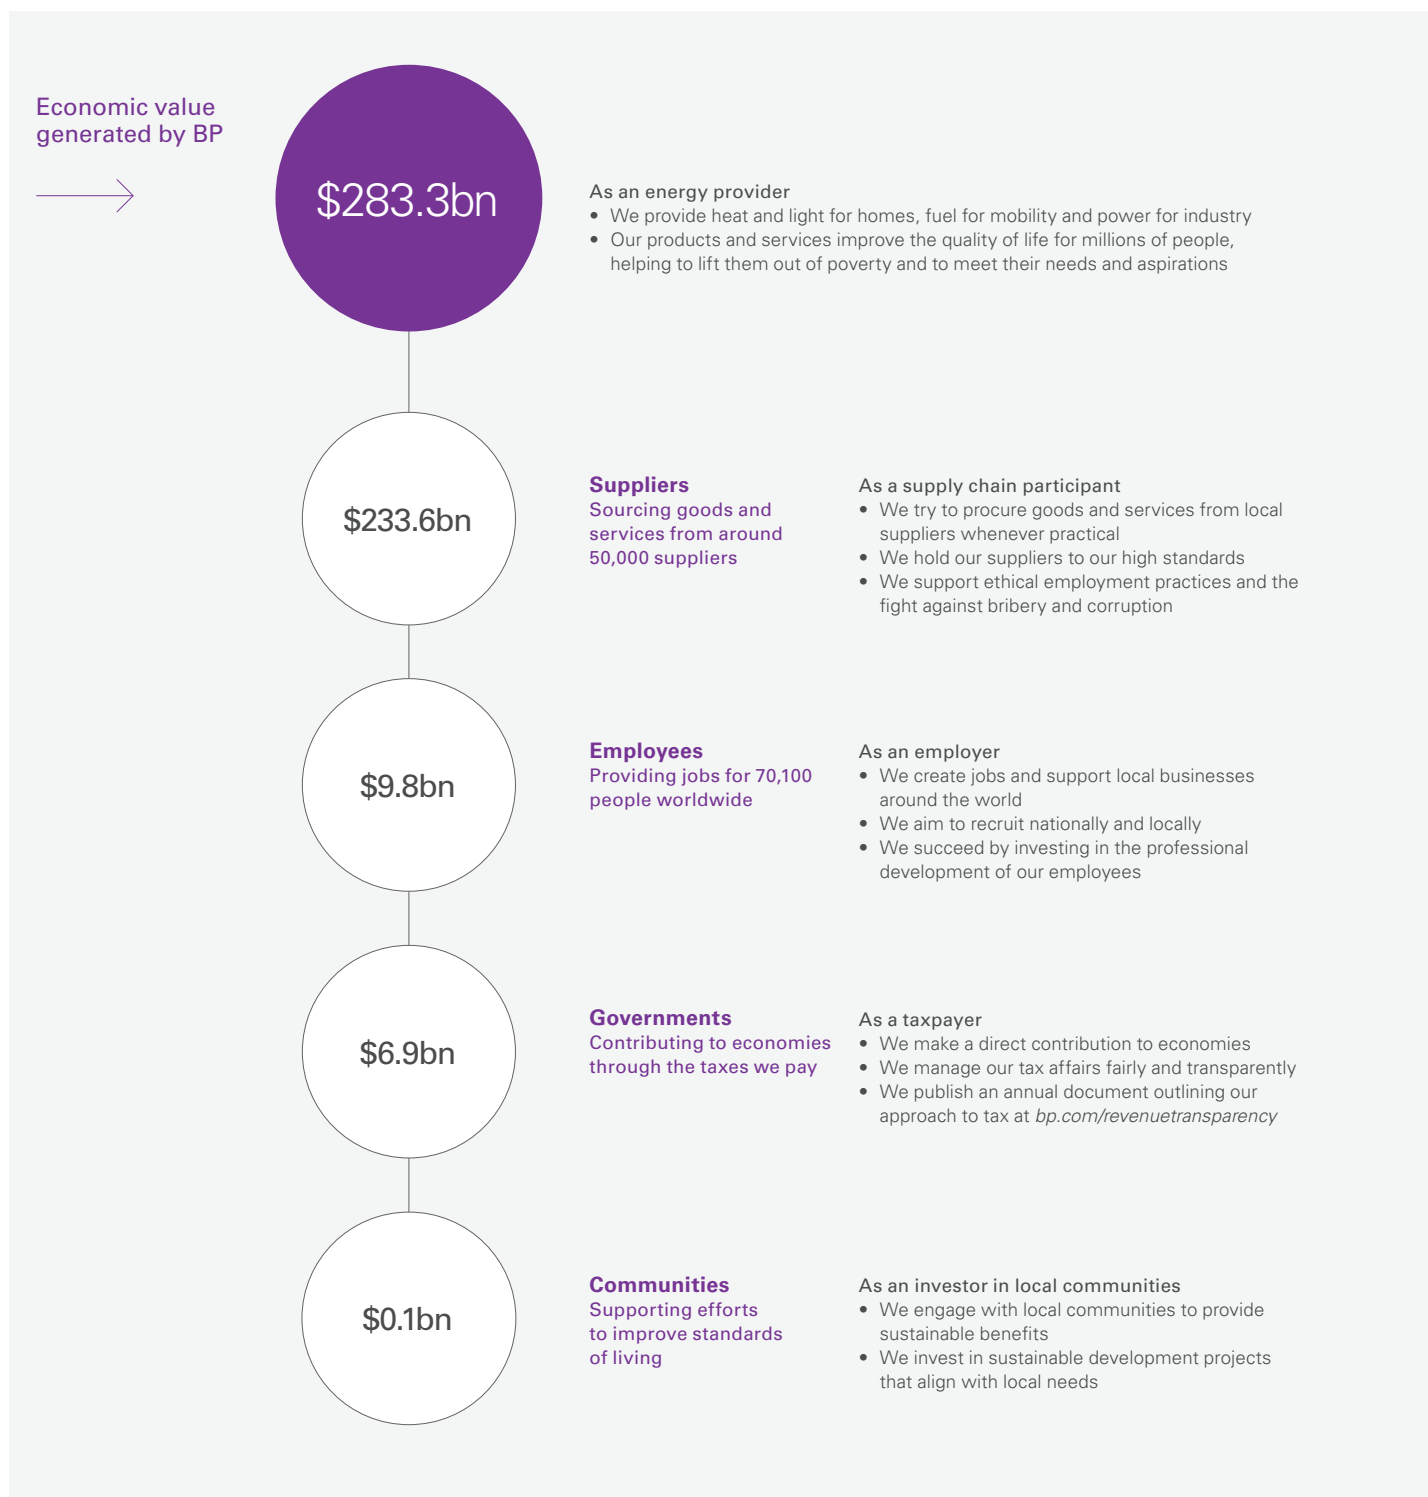 Economic value
generated by BP
$283.3bn
As an energy provider
• We provide heat and light for homes, fuel for mobility and power for industry
• Our products and services improve the quality of life for millions of people,
helping to lift them out of poverty and to meet their needs and aspirations
$233.6bn
Suppliers
Sourcing goods and
services from around
50,000 suppliers
As a supply chain participant
• We try to procure goods and services from local
suppliers whenever practical
• We hold our suppliers to our high standards
• We support ethical employment practices and the
fight against bribery and corruption
$9.8bn
Employees
Providing jobs for 70,100
people worldwide
As an employer
• We create jobs and support local businesses
around the world
• We aim to recruit nationally and locally
• We succeed by investing in the professional
development of our employees
$6.9bn
Governments
Contributing to economies
through the taxes we pay
As a taxpayer
• We make a direct contribution to economies
• We manage our tax affairs fairly and transparently
• We publish an annual document outlining our
approach to tax at bp.com/revenuetransparency
$0.1bn
Communities
Supporting efforts
to improve standards
of living
As an investor in local communities
• We engage with local communities to provide
sustainable benefits
• We invest in sustainable development projects
that align with local needs